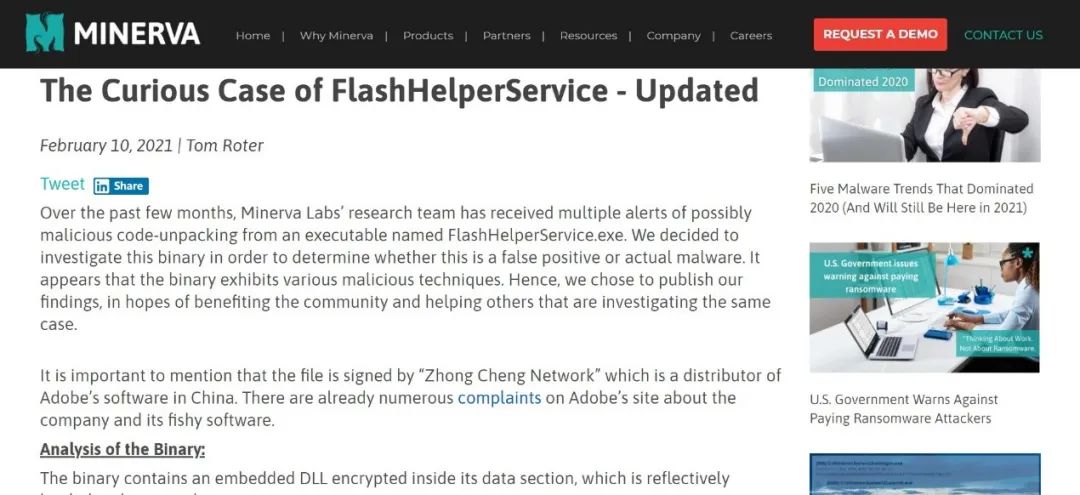 MINERVA
Home | Why Minerva | Products | Partners | Resources | Company | Careers
REQUEST A DEMO
CONTACT US
The Curious Case of FlashHelperService - Updated
February 10, 2021 | Tom Roter
Tweet
in Share
Over the past few months, Minerva Labs’ research team has received multiple alerts of possibly
malicious code-unpacking from an executable named FlashHelperService.exe. We decided to
investigate this binary in order to determine whether this is a false positive or actual malware. It
appears that the binary exhibits various malicious techniques. Hence, we chose to publish our
findings, in hopes of benefiting the community and helping others that are investigating the same
case.
It is important to mention that the file is signed by “Zhong Cheng Network” which is a distributor of
Adobe’s software in China. There are already numerous complaints on Adobe’s site about the
company and its fishy software.
Analysis of the Binary:
The binary contains an embedded DLL encrypted inside its data section, which is reflectively
Dominated 2020
Five Malware Trends That Dominated
2020 (And Will Still Be Here in 2021)
U.S. Government issues
warning against paying
ransomware
"Thinking About Work.
Not About Ransomware.
U.S. Government Warns Against
Paying Ransomware Attackers